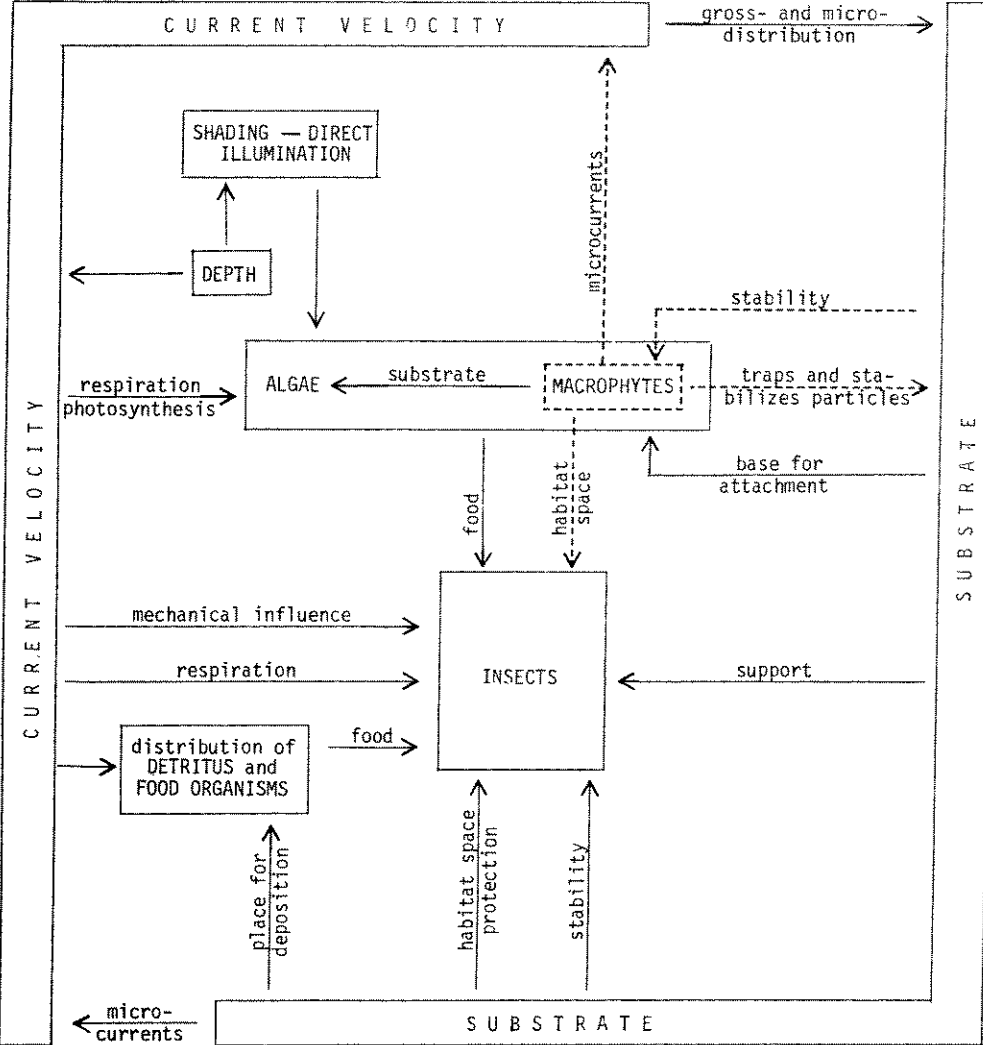 CURRENT VELOCITY
gross- and micro-
distribution
SHADING — DIRECT
ILLUMINATION
microcurrents
DEPTH
stability
respiration
photosynthesis
ALGAE
substrate
MACROPHYTES
traps and sta-
bilizes particles
base for
attachment
food
habitat
space
CURRENT VELOCITY
SUBSTRATE
mechanical influence
respiration
INSECTS
support
distribution of
DETRITUS and
FOOD ORGANISMS
food
place for
deposition
habitat space
protection
stability
micro-
currents
SUBSTRATE